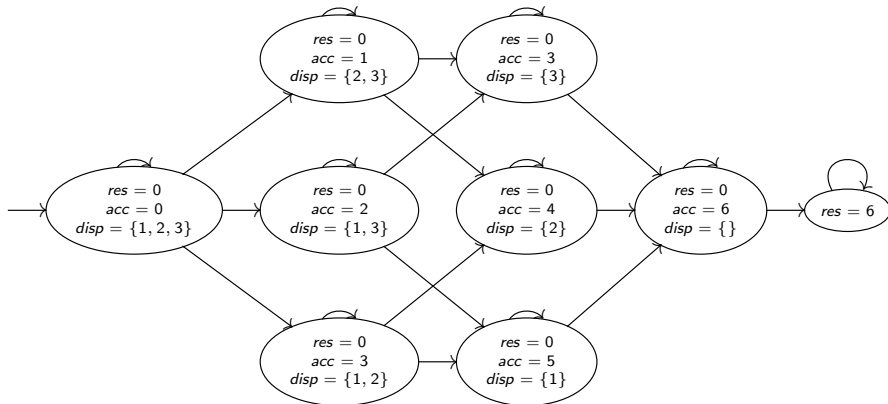 res = 0
acc = 1
disp = {2, 3}
res = 0
acc = 3
disp = {3}
res = 0
acc = 0
disp = {1, 2, 3}
res = 0
acc = 2
disp = {1, 3}
res = 0
acc = 4
disp = {2}
res = 0
acc = 6
disp = {}
res = 6
res = 0
acc = 3
disp = {1, 2}
res = 0
acc = 5
disp = {1}